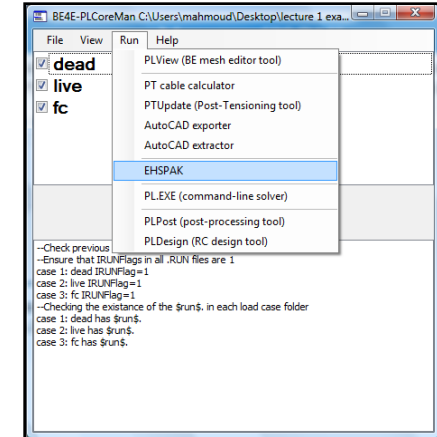 BE4E-PLCoreMan C:\Users\mahmoud\Desktop\lecture 1 exa...
File View Run Help
dead
live
fc
PLView (BE mesh editor tool)
PT cable calculator
PTUpdate (Post-Tensioning tool)
AutoCAD exporter
AutoCAD extractor
EHSPAK
PL.EXE (command-line solver)
PLPost (post-processing tool)
PLDesign (RC design tool)
--Check previous
--Ensure that IRUNFlags in all .RUN files are 1
case 1: dead IRUNFlag=1
case 2: live IRUNFlag=1
case 3: fc IRUNFlag=1
--Checking the existance of the $run$. in each load case folder
case 1: dead has $run$.
case 2: live has $run$.
case 3: fc has $run$.